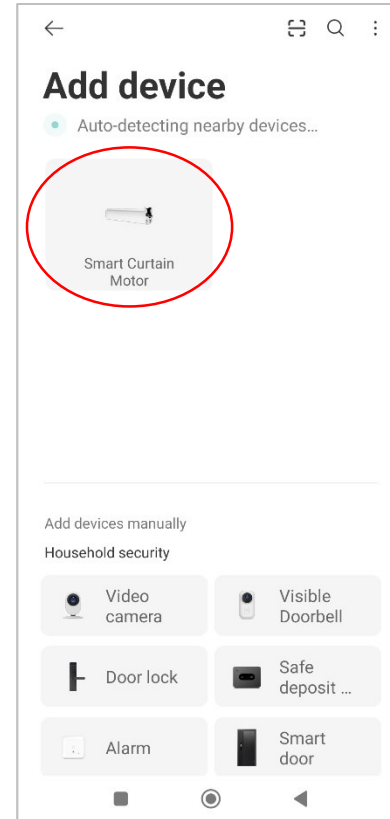 Add device
Auto-detecting nearby devices...
Smart Curtain
Motor
Add devices manually
Household security
Video
camera
Visible
Doorbell
Door lock
Safe
deposit ...
Alarm
Smart
door